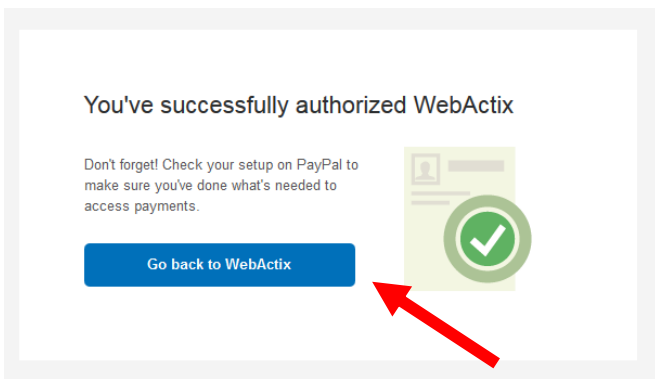 You've successfully authorized WebActix
Don't forget! Check your setup on PayPal to
make sure you've done what's needed to
access payments.
Go back to WebActix